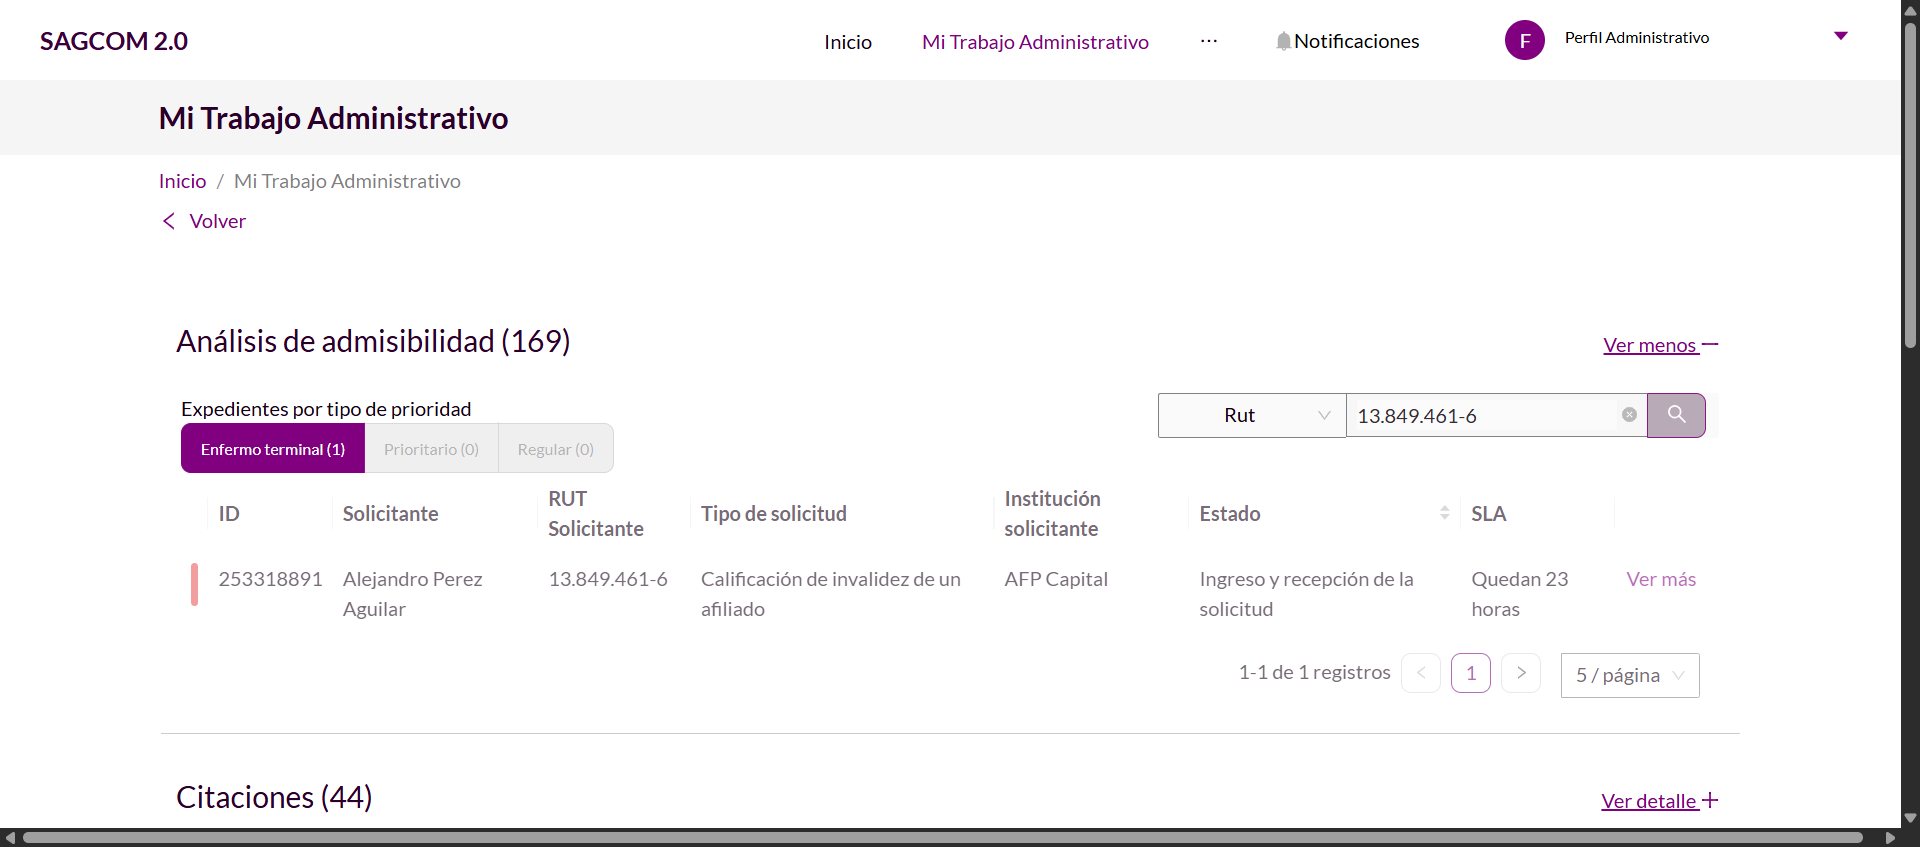 SAGCOM 2.0
Inicio
Mi Trabajo Administrativo
···
Notificaciones
F
Perfil Administrativo
Mi Trabajo Administrativo
Inicio / Mi Trabajo Administrativo
Volver
Análisis de admisibilidad (169)
Ver menos
Expedientes por tipo de prioridad
Rut
13.849.461-6
Enfermo terminal (1)
Prioritario (0)
Regular (0)
ID
Solicitante
RUT
Solicitante
Tipo de solicitud
Institución
solicitante
Estado
SLA
253318891
Alejandro Perez
Aguilar
13.849.461-6
Calificación de invalidez de un
afiliado
AFP Capital
Ingreso y recepción de la
solicitud
Quedan 23
horas
Ver más
1-1 de 1 registros
1
5 / página
Citaciones (44)
Ver detalle